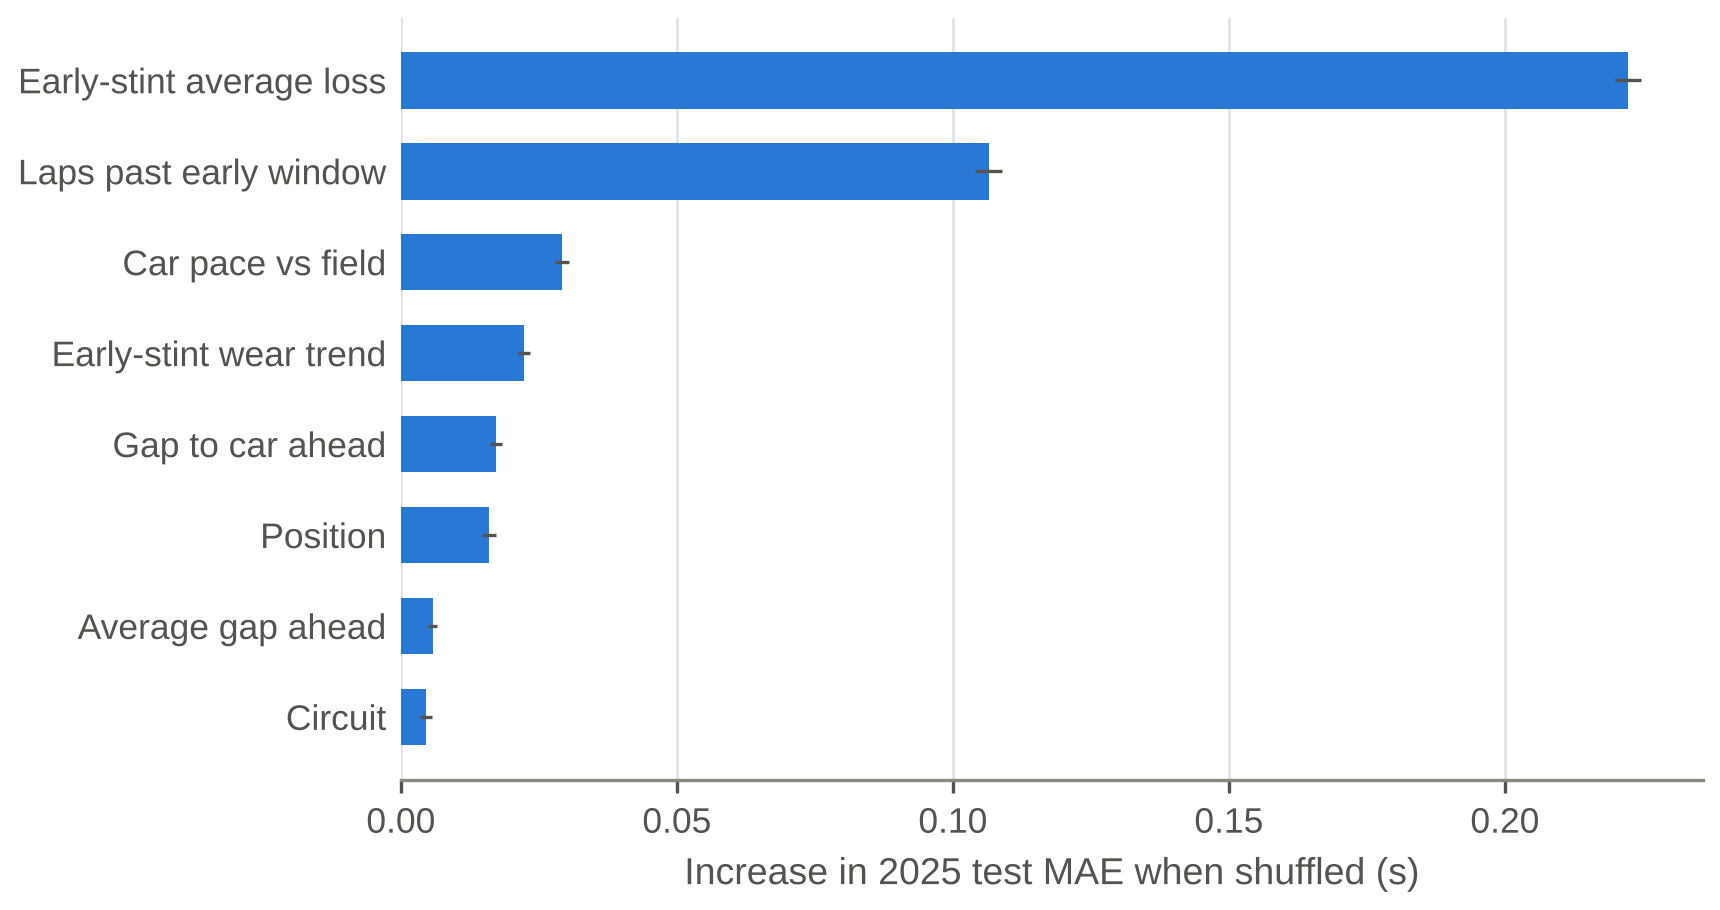 Early-stint average loss
Laps past early window
Car pace vs field
Early-stint wear trend
Gap to car ahead
Position
Average gap ahead
Circuit
0.00 0.05 0.10 0.15 0.20
Increase in 2025 test MAE when shuffled (s)